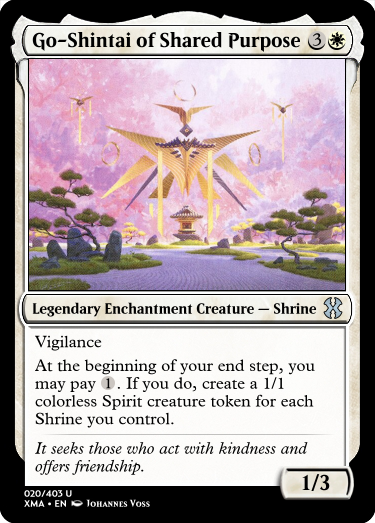 Go-Shintai of Shared Purpose 3
Legendary Enchantment Creature — Shrine
Vigilance
At the beginning of your end step, you
may pay 1. If you do, create a 1/1
colorless Spirit creature token for each
Shrine you control.
It seeks those who act with kindness and
offers friendship.
1/3
020/403 U
XMA • EN Johannes Voss